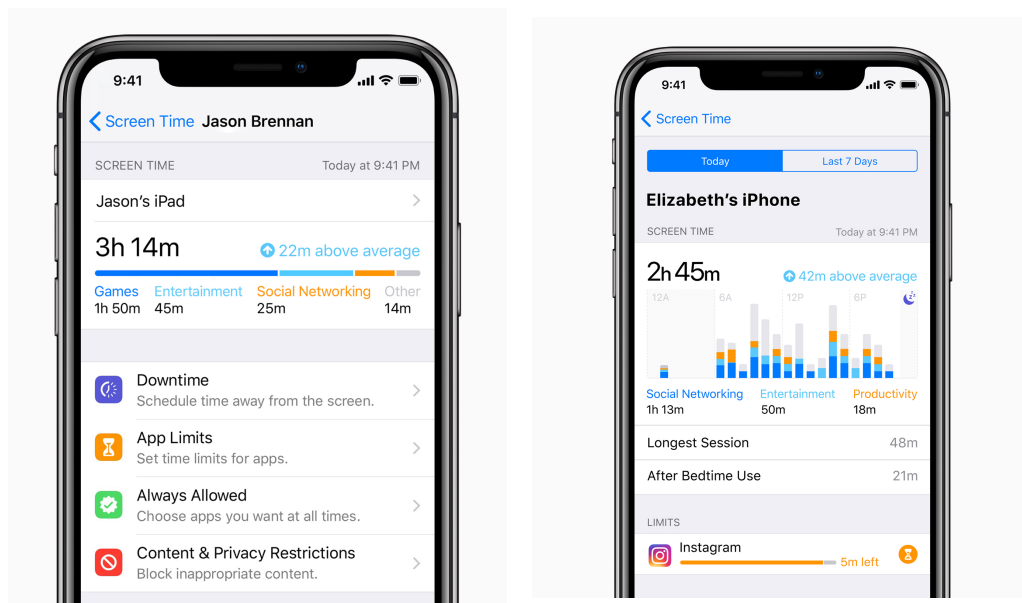 9:41
Screen Time Jason Brennan
SCREEN TIME Today at 9:41 PM
Jason’s iPad
3h 14m 22m above average
Games Entertainment Social Networking Other
1h 50m 45m 25m 14m
Downtime
Schedule time away from the screen.
App Limits
Set time limits for apps.
Always Allowed
Choose apps you want at all times.
Content & Privacy Restrictions
Block inappropriate content.
9:41
Screen Time
Today Last 7 Days
Elizabeth’s iPhone
SCREEN TIME Today at 9:41 PM
2h 45m 42m above average
12A 6A 12P 6P
Social Networking Entertainment Productivity
1h 13m 50m 18m
Longest Session 48m
After Bedtime Use 21m
LIMITS
Instagram
5m left